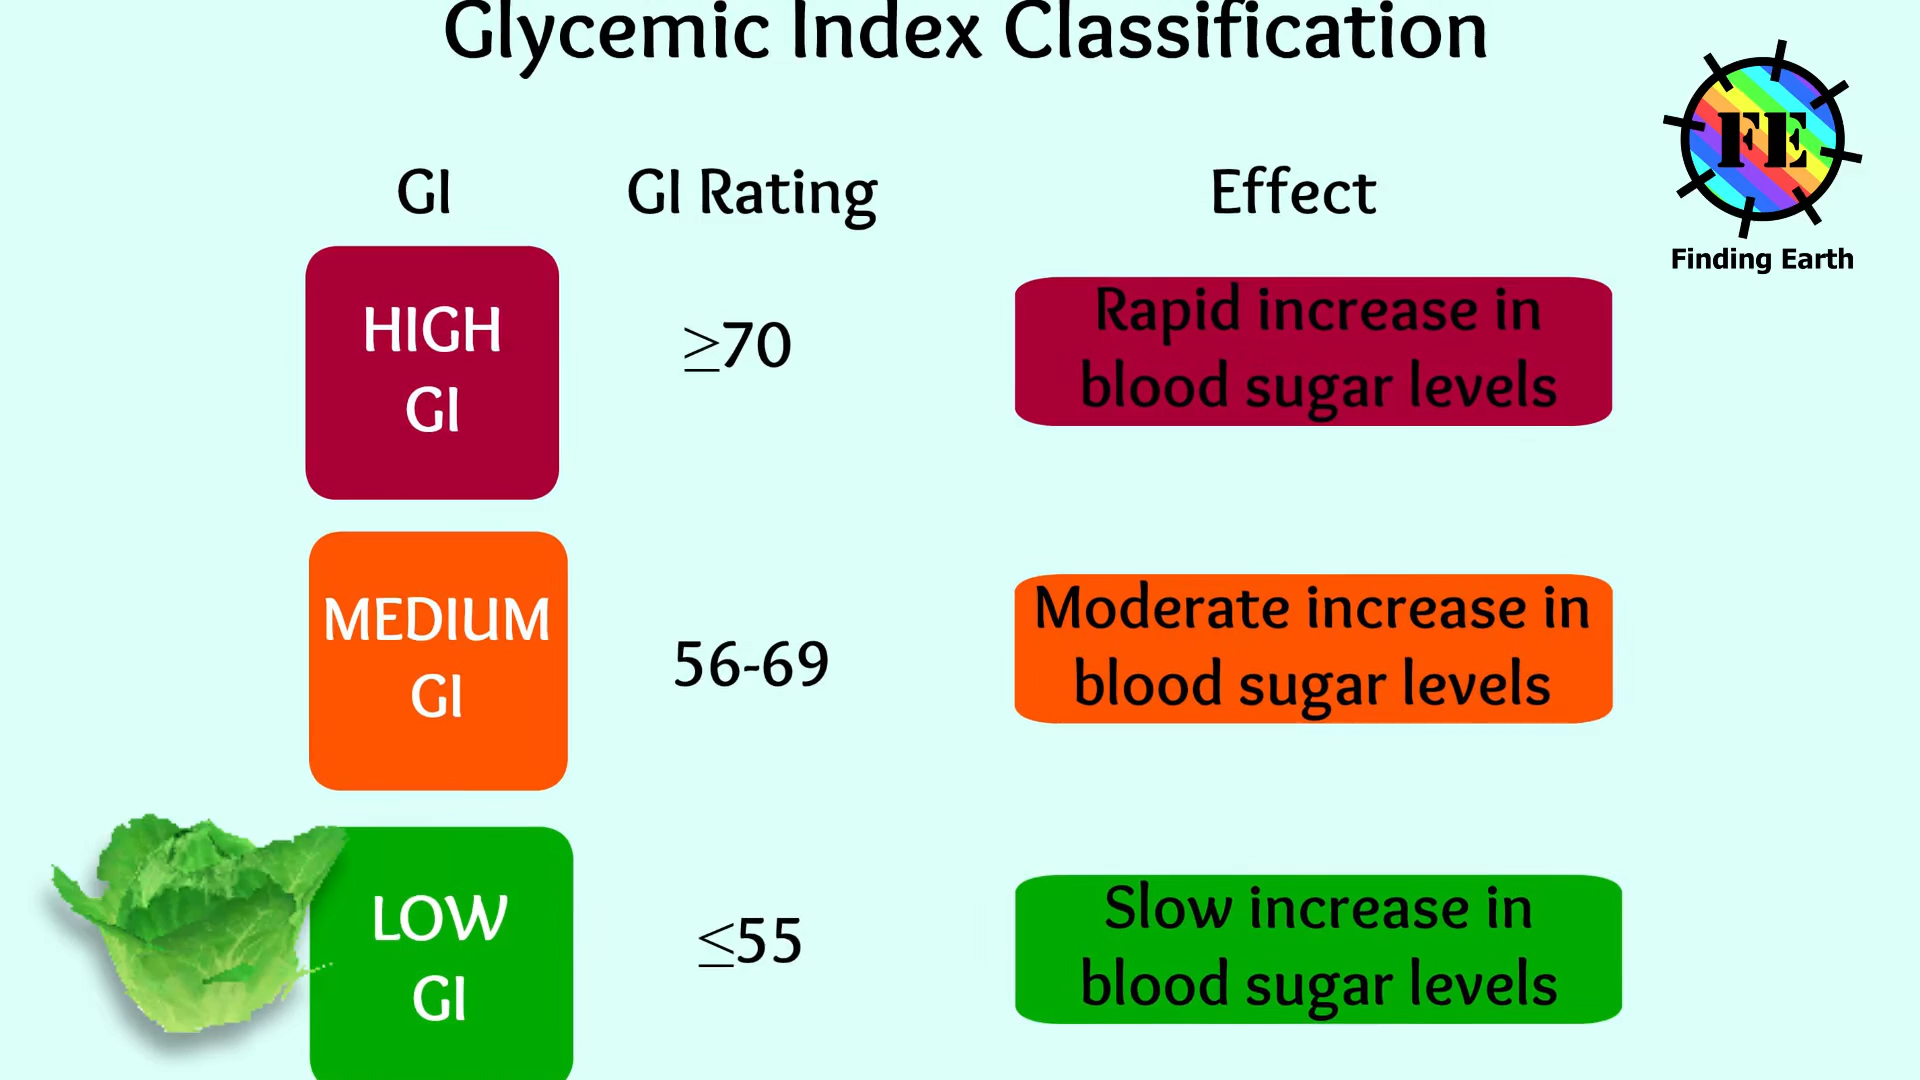 Glycemic Index Classification
FE
Finding Earth
GI GI Rating Effect
HIGH
GI
≥70
Rapid increase in
blood sugar levels
MEDIUM
GI
56-69
Moderate increase in
blood sugar levels
LOW
GI
≤55
Slow increase in
blood sugar levels